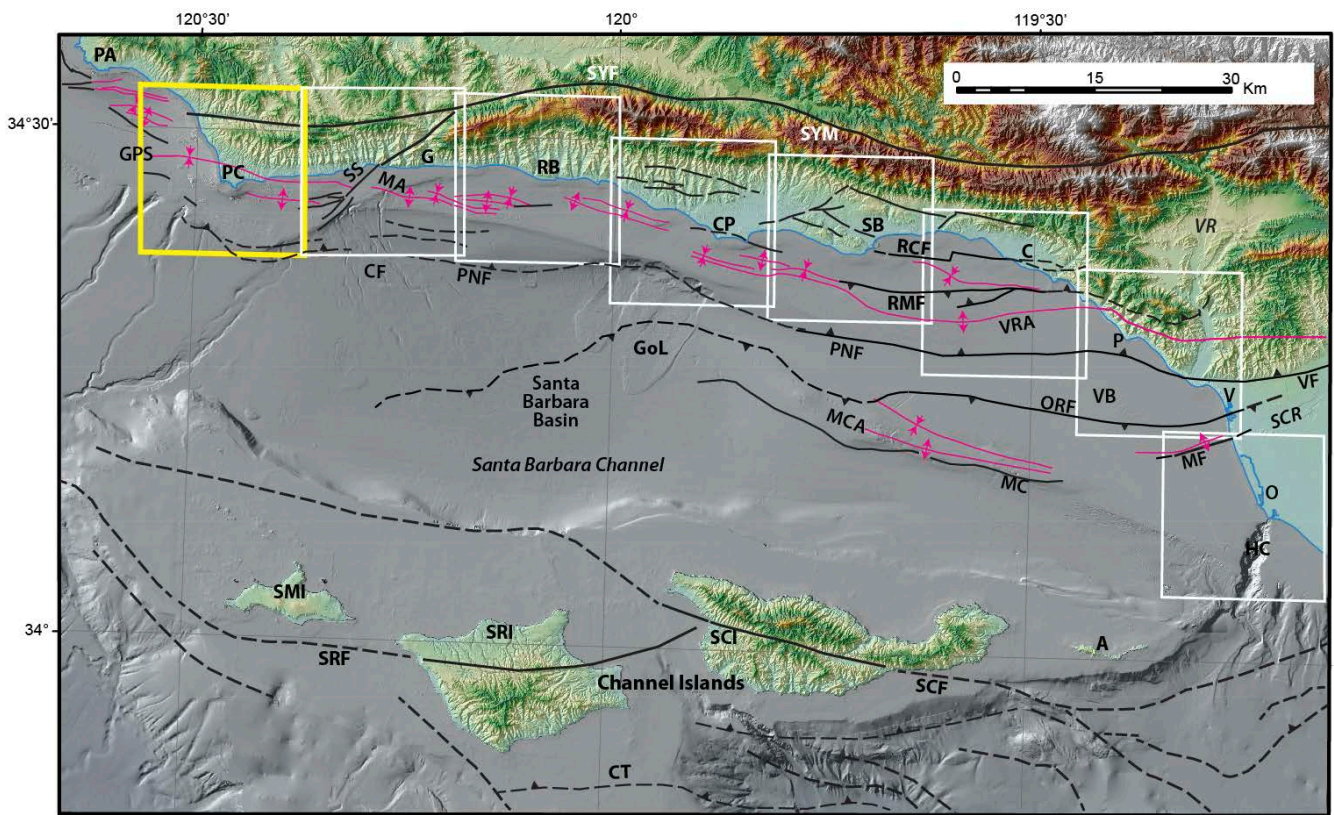 120°30' 120° 119°30'
PA
0 15 30 Km
SYF
34°30'
SYM
GPS
PC
SS
G
RB
MA
VR
CP
SB
RCF
C
CF
PNF
RMF
VRA
P
GoL
PNF
Santa
Barbara
Basin
VB
V
VF
ORF
SCR
MCA
Santa Barbara Channel
MF
MC
O
HC
SMI
34°
SRI
SCI
A
SRF
Channel Islands
SCF
CT